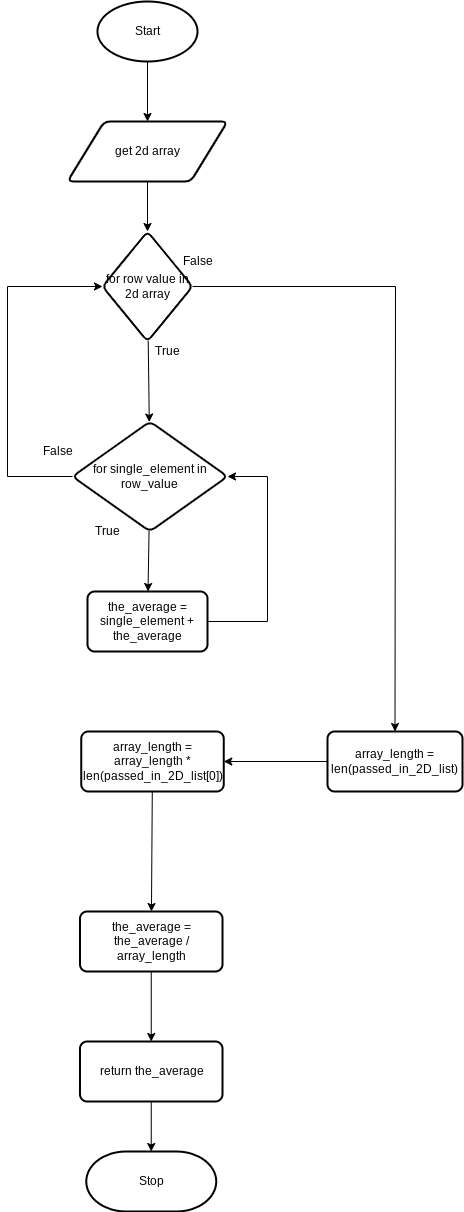 Start
get 2d array
for row value in
2d array
False
True
for single_element in
row_value
False
True
the_average =
single_element +
the_average
array_length =
len(passed_in_2D_list)
array_length =
array_length *
len(passed_in_2D_list[0])
the_average =
the_average /
array_length
return the_average
Stop